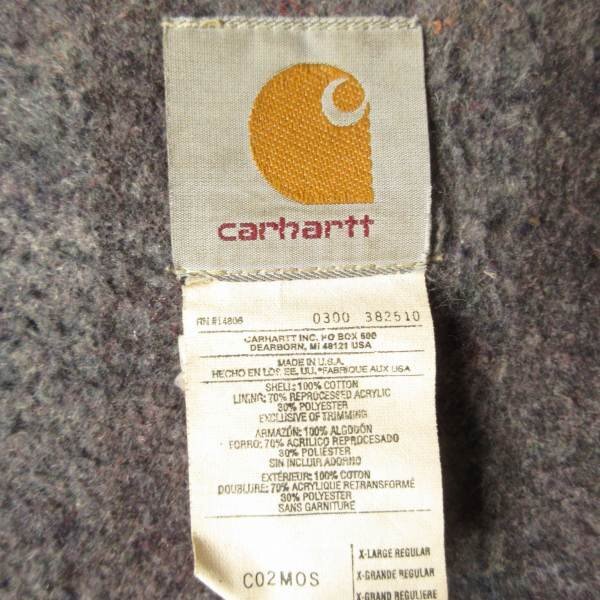 carhartt
RN #14806 0300 382510
CARHARTT INC. PO BOX 600
DEARBORN, MI 48121 USA
MADE IN U.S.A.
HECHO EN LOS EE. UU. *FABRIQUE AUX USA
SHELL: 100% COTTON
LINING: 70% REPROCESSED ACRYLIC
30% POLYESTER
EXCLUSIVE OF TRIMMING
ARMAZÓN: 100% ALGODÓN
FORRO: 70% ACRILICO REPROCESADO
30% POLIÉSTER
SIN INCLUIR ADORNO
EXTÉRIEUR: 100% COTON
DOUBLURE: 70% ACRYLIQUE RETRANSFORMÉ
30% POLYESTER
SANS GARNITURE
C02MOS
X-LARGE REGULAR
X-GRANDE REGULAR
X-GRAND REGULIERE